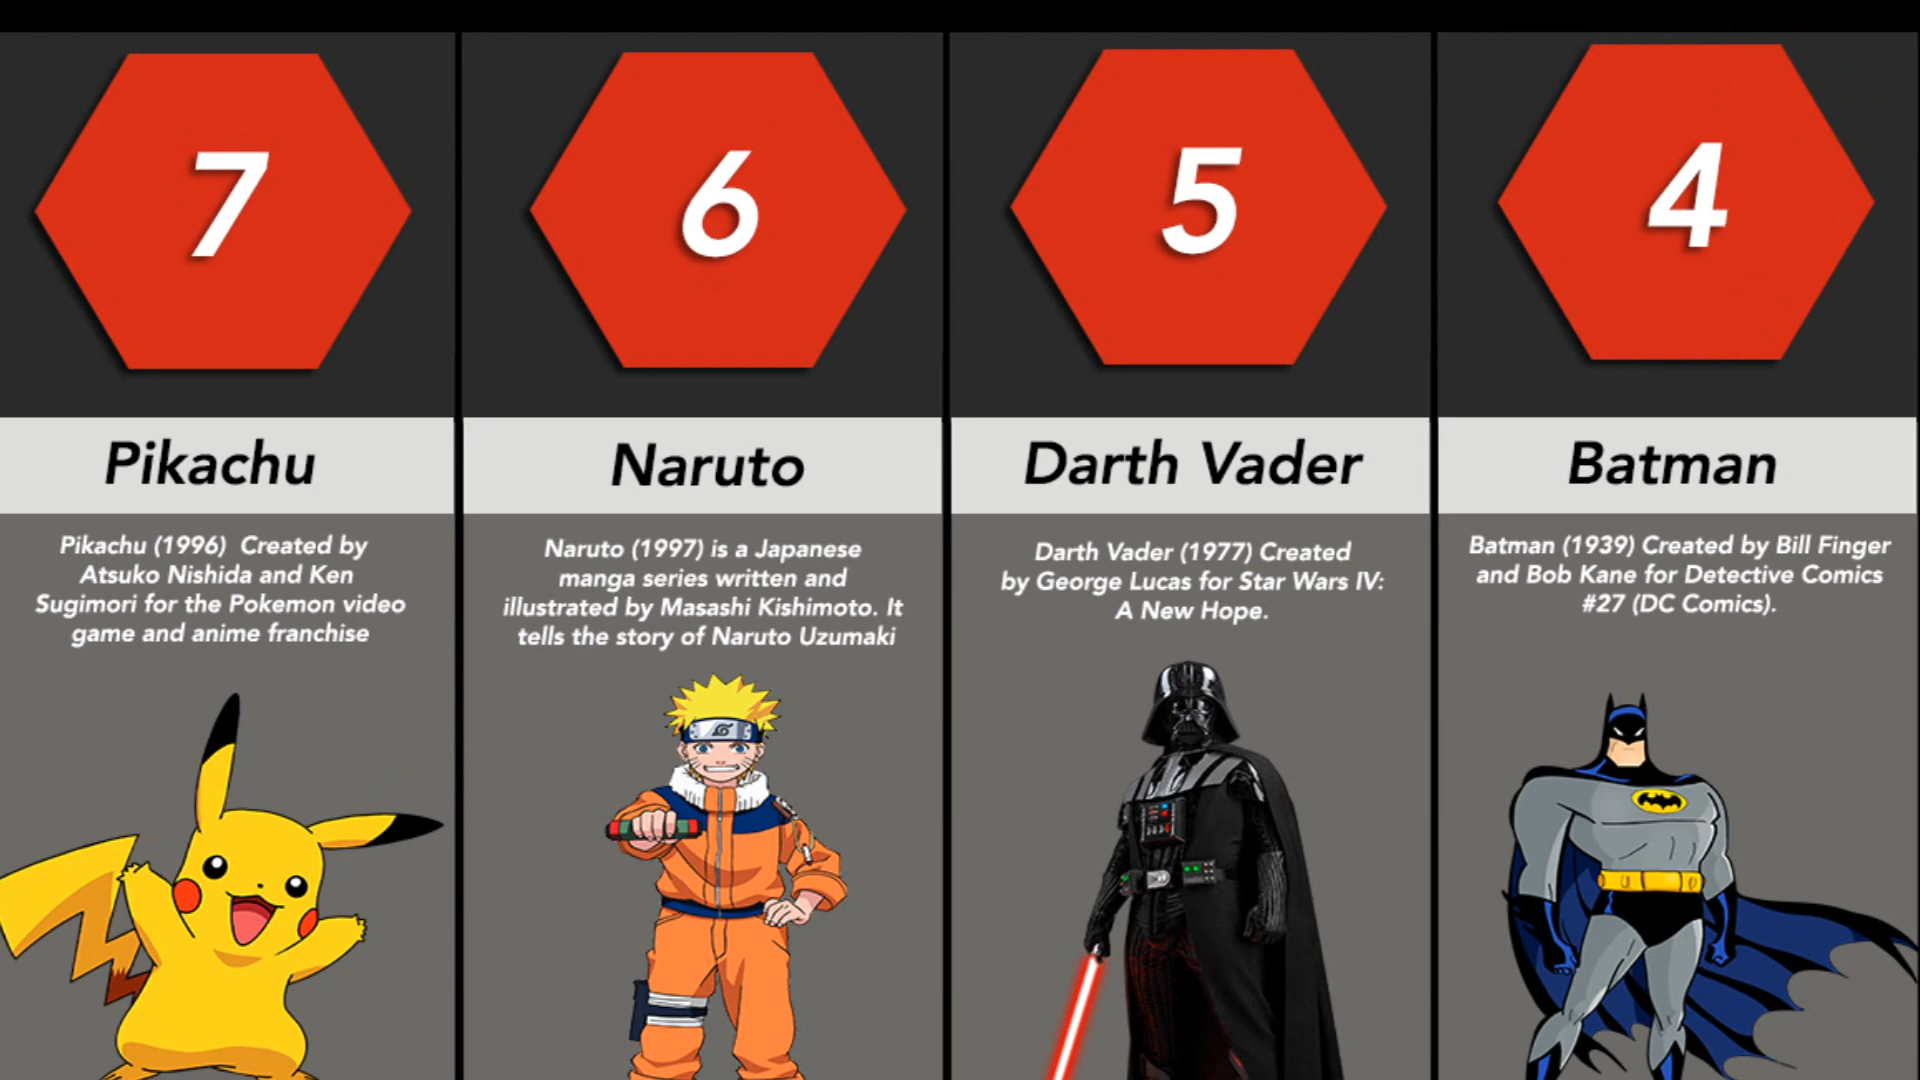 7
6
5
4
Pikachu
Naruto
Darth Vader
Batman
Pikachu (1996) Created by
Atsuko Nishida and Ken
Sugimori for the Pokemon video
game and anime franchise
Naruto (1997) is a Japanese
manga series written and
illustrated by Masashi Kishimoto. It
tells the story of Naruto Uzumaki
Darth Vader (1977) Created
by George Lucas for Star Wars IV:
A New Hope.
Batman (1939) Created by Bill Finger
and Bob Kane for Detective Comics
#27 (DC Comics).